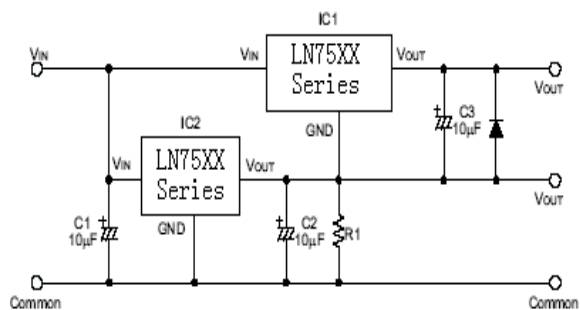 IC1
VIN
VIN
LN75XX
Series
VOUT
VOUT
GND
C3
10µF
IC2
VIN
LN75XX
Series
VOUT
VOUT
GND
C1
10µF
C2
10µF
R1
Common
Common